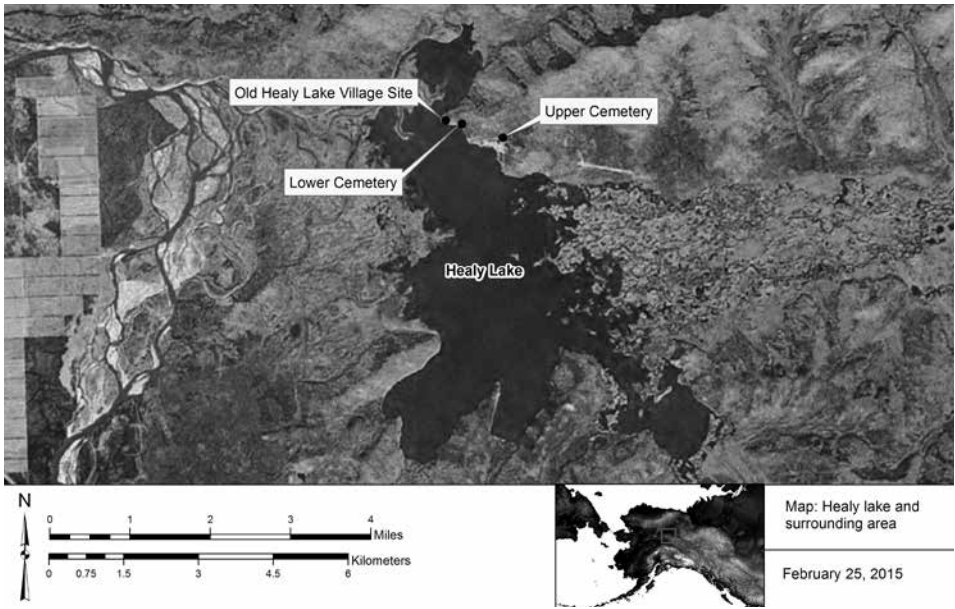 Old Healy Lake Village Site
Upper Cemetery
Lower Cemetery
Healy Lake
N
0 1 2 3 4
Miles
Kilometers
0 0.75 1.5 3 4.5 6
Map: Healy lake and
surrounding area
February 25, 2015